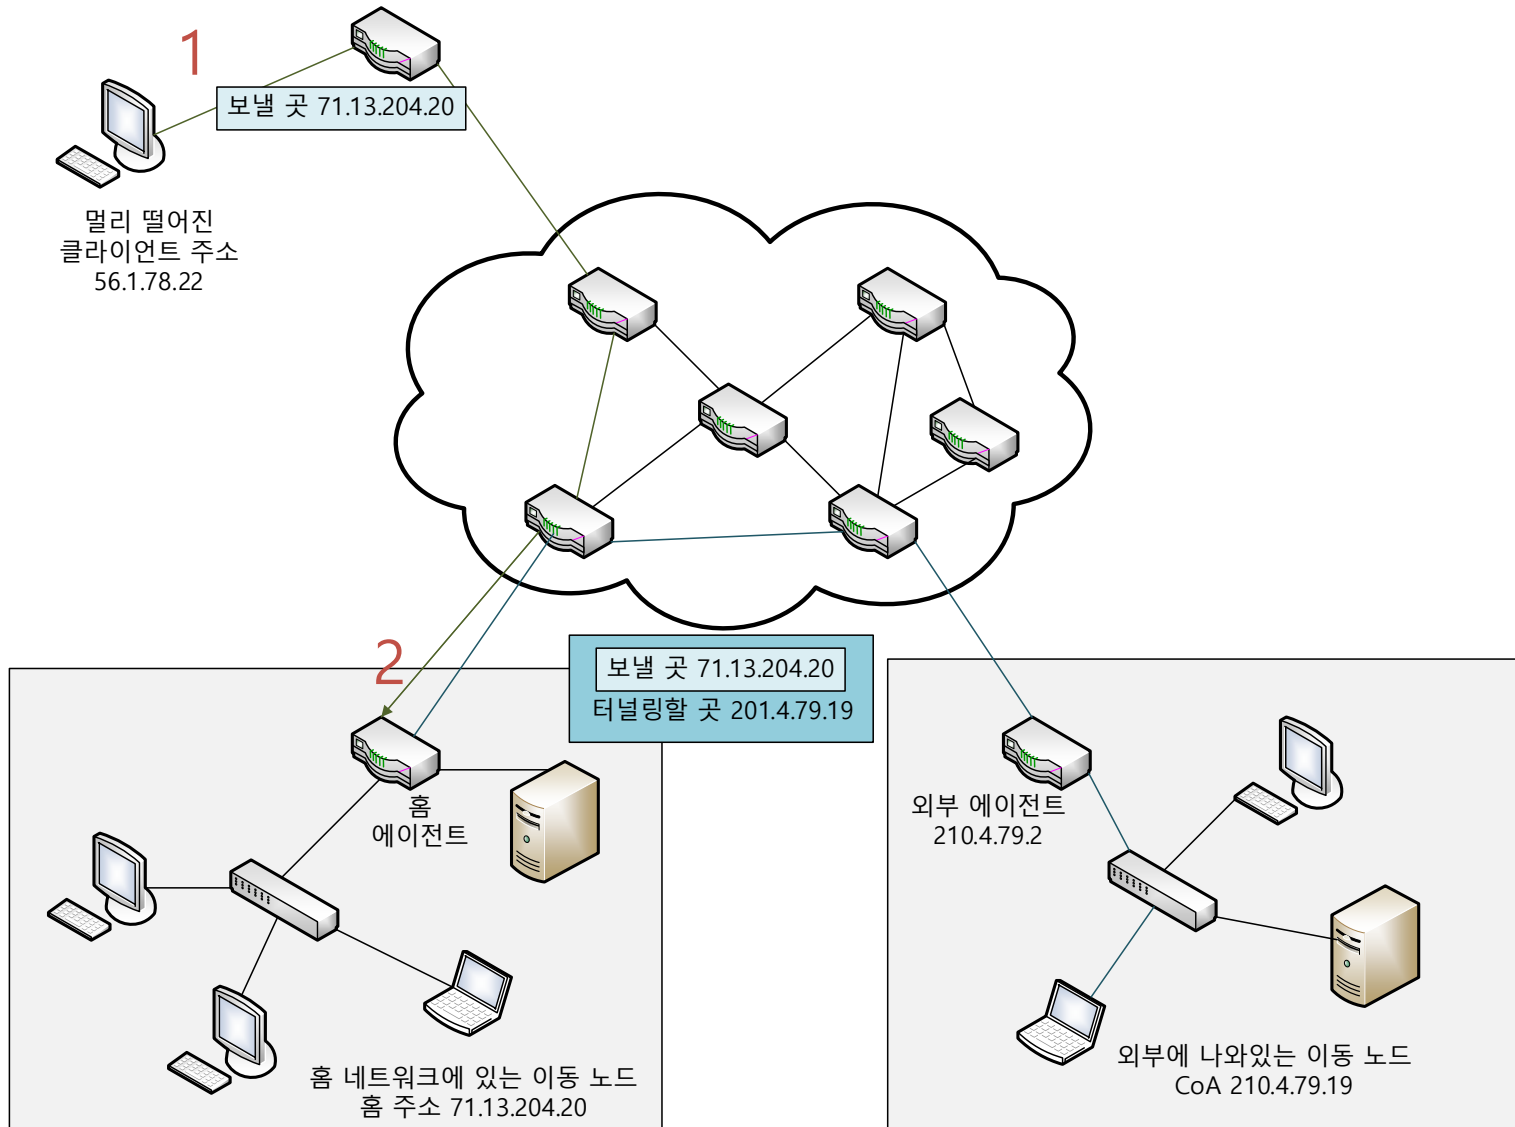 1
보낼 곳 71.13.204.20
멀리 떨어진
클라이언트 주소
56.1.78.22
2
보낼 곳 71.13.204.20
터널링할 곳 201.4.79.19
홈
에이전트
외부 에이전트
210.4.79.2
홈 네트워크에 있는 이동 노드
홈 주소 71.13.204.20
외부에 나와있는 이동 노드
CoA 210.4.79.19